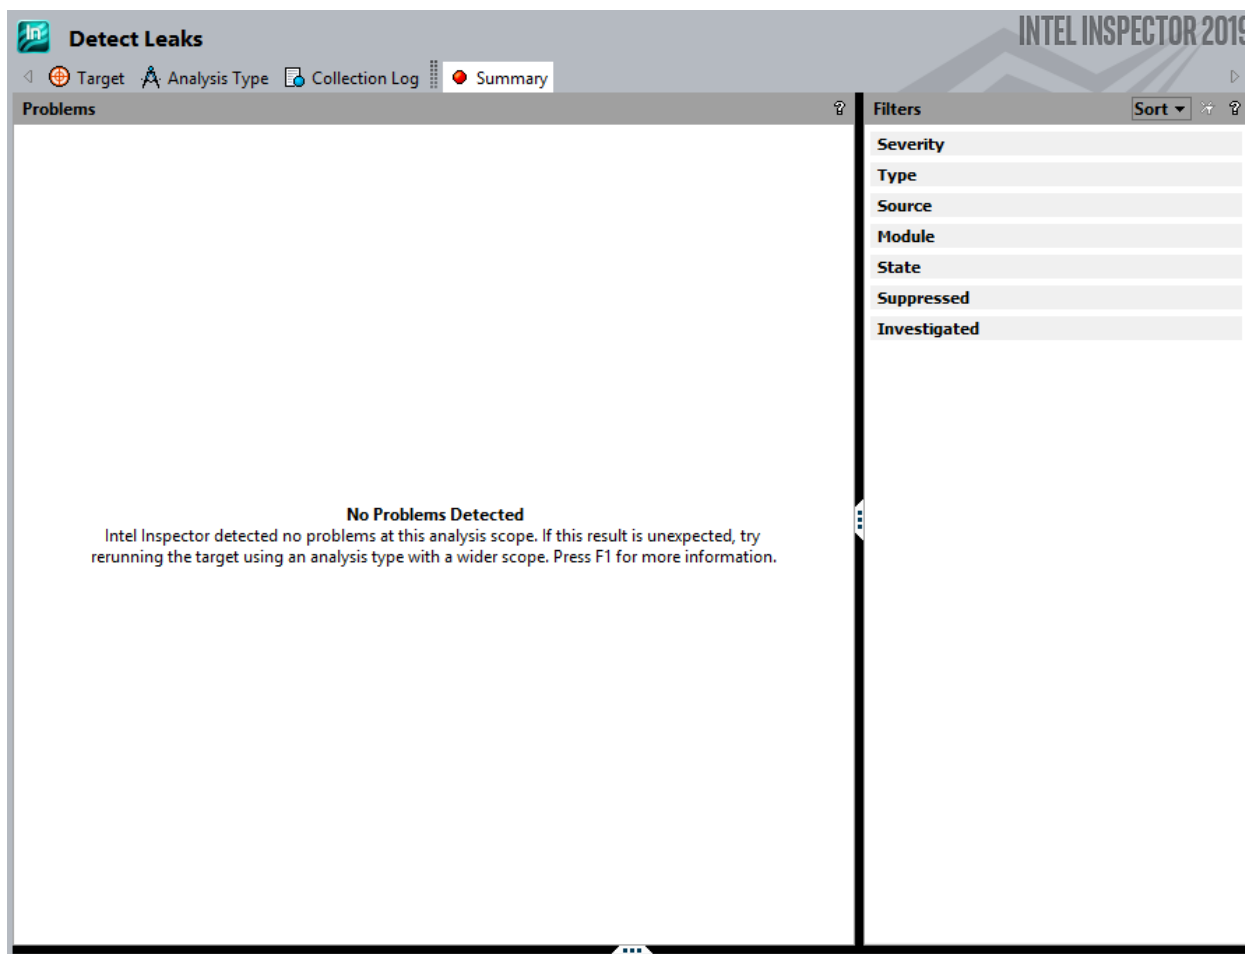 INTEL INSPECTOR 2019
Detect Leaks
Target Analysis Type Collection Log Summary
Problems ?
Filters Sort ?
Severity
Type
Source
Module
State
Suppressed
Investigated
No Problems Detected
Intel Inspector detected no problems at this analysis scope. If this result is unexpected, try
rerunning the target using an analysis type with a wider scope. Press F1 for more information.